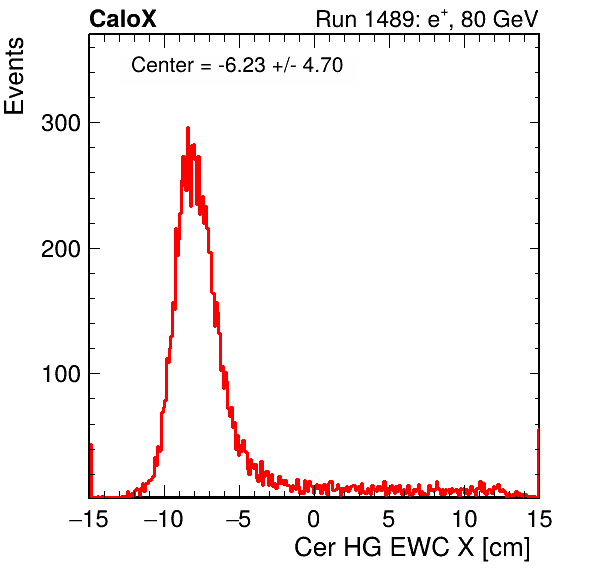 CaloX Run 1489: e+, 80 GeV
Center = -6.23 +/- 4.70
Events
300
200
100
−15 −10 −5 0 5 10 15
Cer HG EWC X [cm]